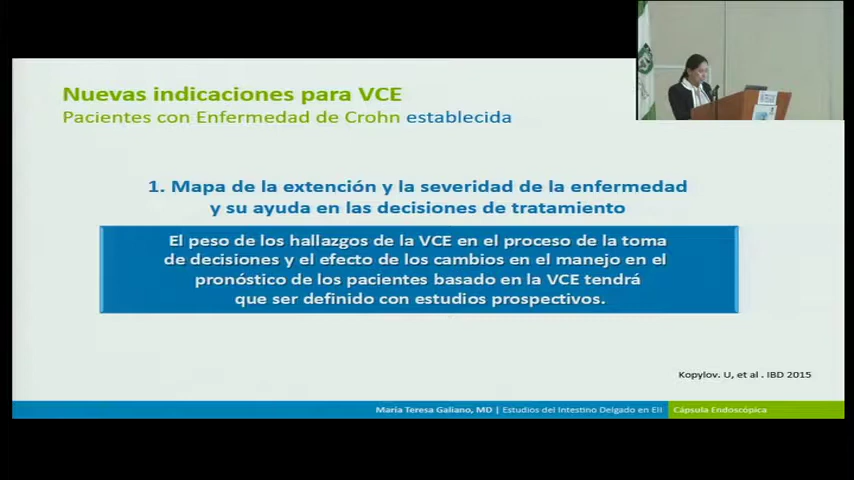 Nuevas indicaciones para VCE
Pacientes con Enfermedad de Crohn establecida
1. Mapa de la extención y la severidad de la enfermedad
y su ayuda en las decisiones de tratamiento
El peso de los hallazgos de la VCE en el proceso de la toma
de decisiones y el efecto de los cambios en el manejo en el
pronóstico de los pacientes basado en la VCE tendrá
que ser definido con estudios prospectivos.
Kopylov. U, et al . IBD 2015
María Teresa Galiano, MD | Estudios del Intestino Delgado en EII Cápsula Endoscópica